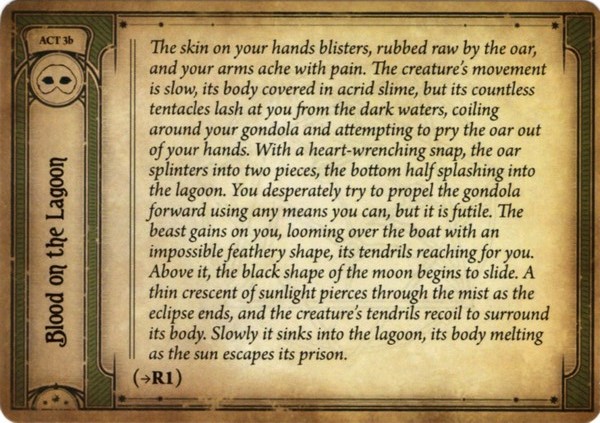 ACT 3b
Blood on the Lagoon
The skin on your hands blisters, rubbed raw by the oar,
and your arms ache with pain. The creature's movement
is slow, its body covered in acrid slime, but its countless
tentacles lash at you from the dark waters, coiling
around your gondola and attempting to pry the oar out
of your hands. With a heart-wrenching snap, the oar
splinters into two pieces, the bottom half splashing into
the lagoon. You desperately try to propel the gondola
forward using any means you can, but it is futile. The
beast gains on you, looming over the boat with an
impossible feathery shape, its tendrils reaching for you.
Above it, the black shape of the moon begins to slide. A
thin crescent of sunlight pierces through the mist as the
eclipse ends, and the creature's tendrils recoil to surround
its body. Slowly it sinks into the lagoon, its body melting
as the sun escapes its prison.
(→R1)